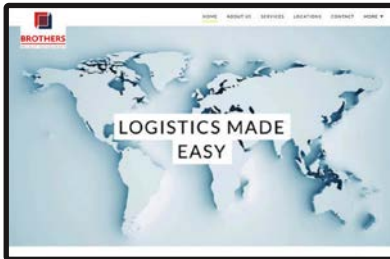 BROTHERS
HOME ABOUT US SERVICES LOCATIONS CONTACT MORE
LOGISTICS MADE
EASY